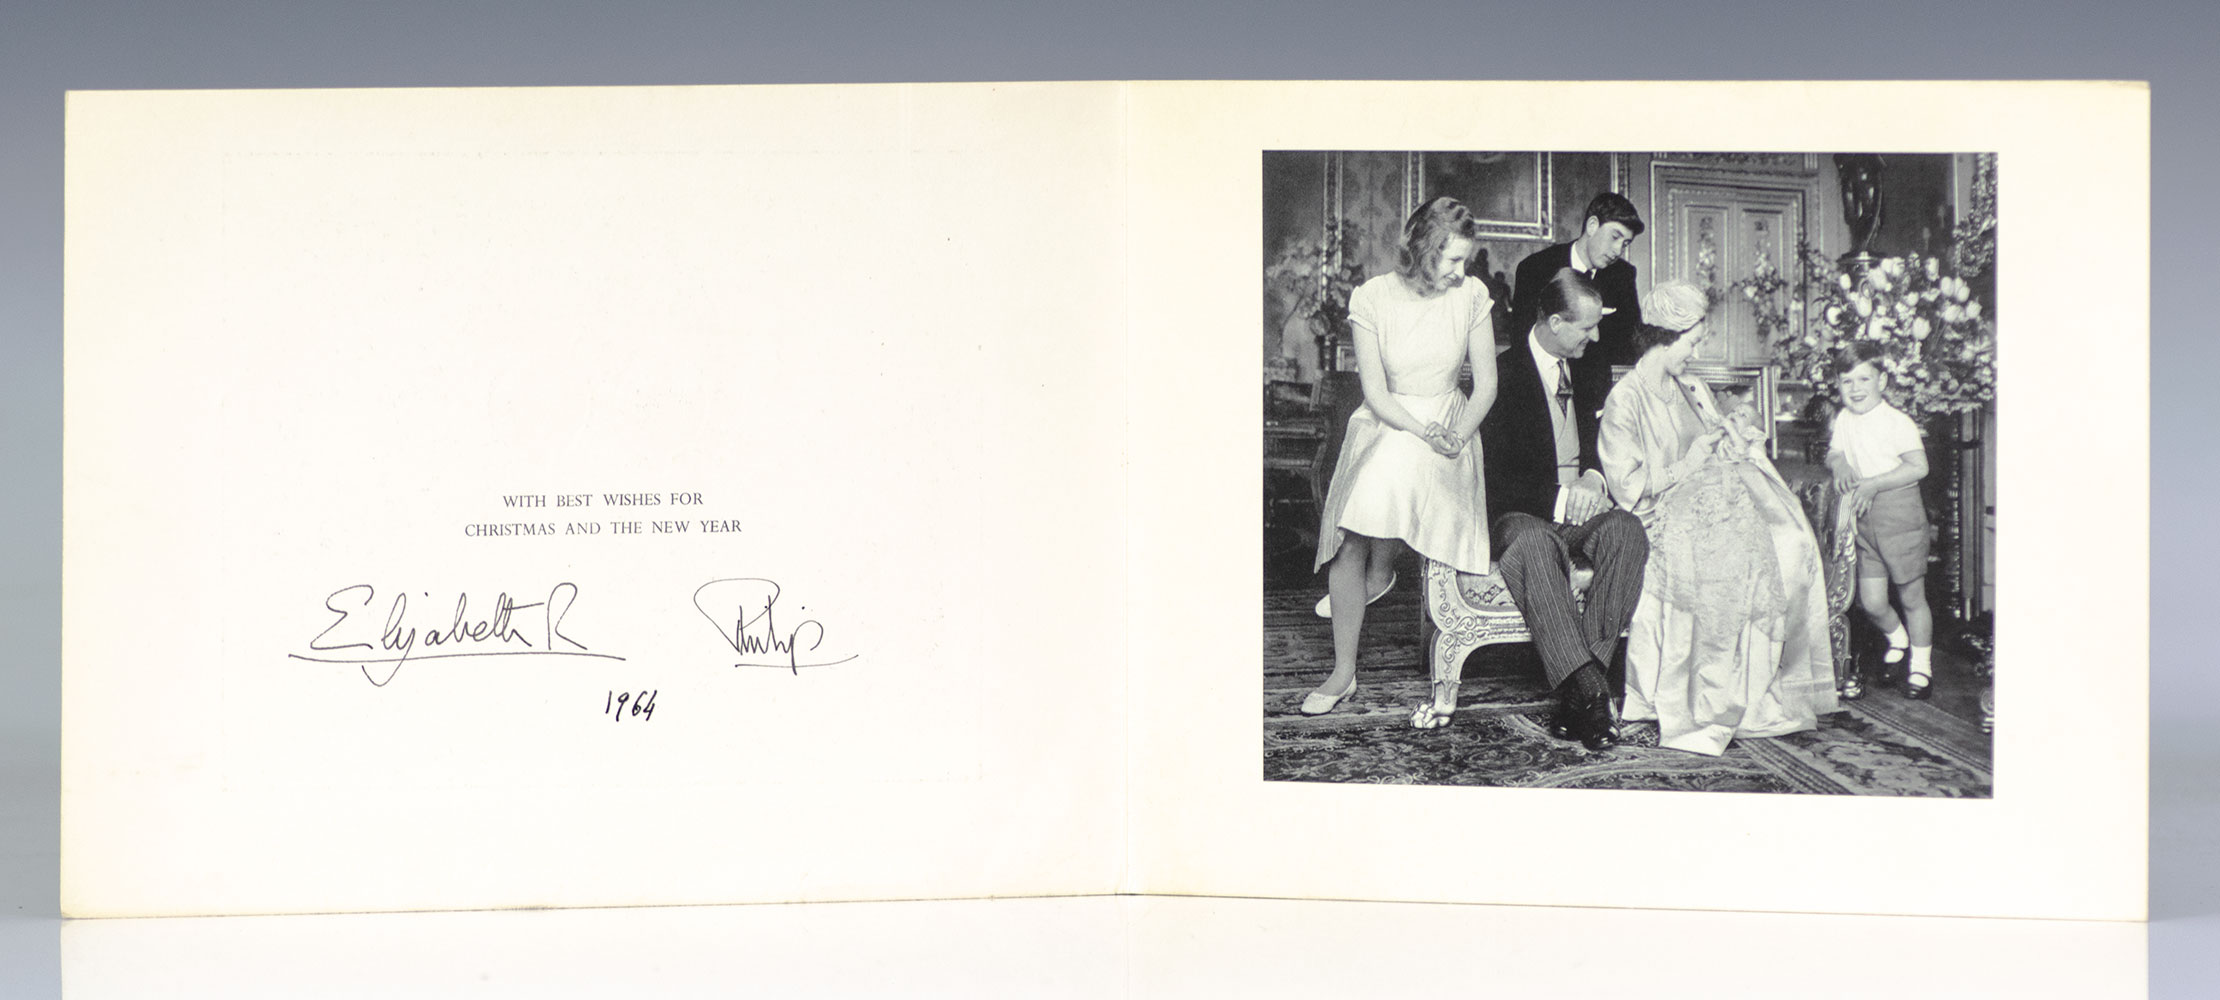 WITH BEST WISHES FOR
CHRISTMAS AND THE NEW YEAR
Elizabeth R Philip
1964